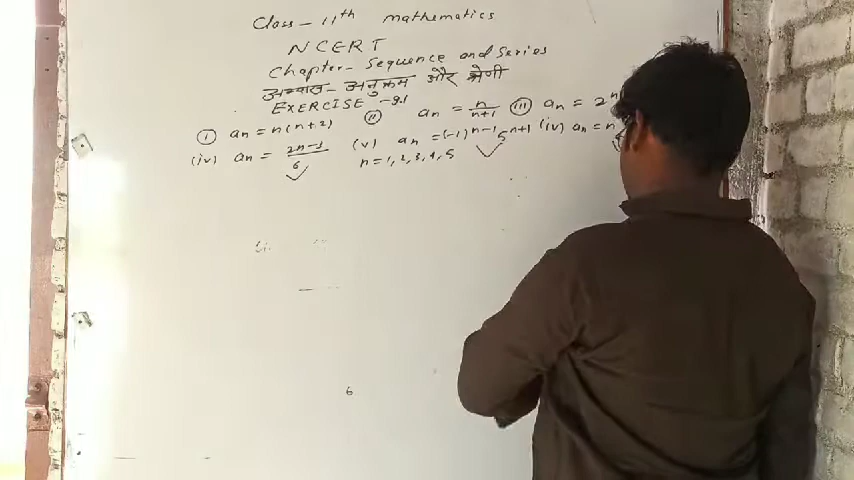 Class - 11th mathematics
NCERT
Chapter - Sequence and Series
अध्याय - अनुक्रम और श्रेणी
EXERCISE - 9.1
(i) an = n(n+2) (ii) an = n/n+1 (iii) an = 2^n
(iv) an = 2n-3/6 (v) an = (-1)^n-1 5^n+1 (iv) an = n
n = 1, 2, 3, 4, 5
6